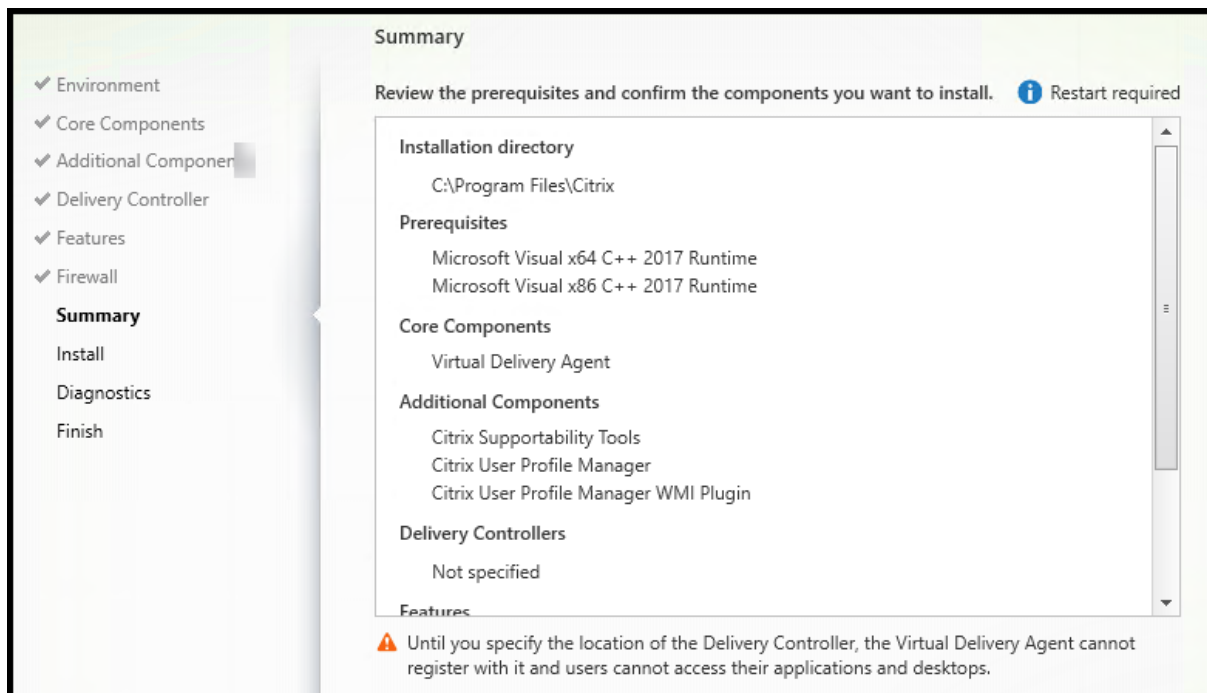 Summary
Environment
Core Components
Additional
Delivery Controller
Features
Firewall
Summary
Install
Diagnostics
Finish
Review the prerequisites and confirm the components you want to install.
Restart required
Installation directory
C:\Program Files\Citrix
Prerequisites
Microsoft Visual x64 C++ 2017 Runtime
Microsoft Visual x86 C++ 2017 Runtime
Core Components
Virtual Delivery Agent
Additional Components
Citrix Supportability Tools
Citrix User Profile Manager
Citrix User Profile Manager WMI Plugin
Delivery Controllers
Not specified
Features
Until you specify the location of the Delivery Controller, the Virtual Delivery Agent cannot
register with it and users cannot access their applications and desktops.